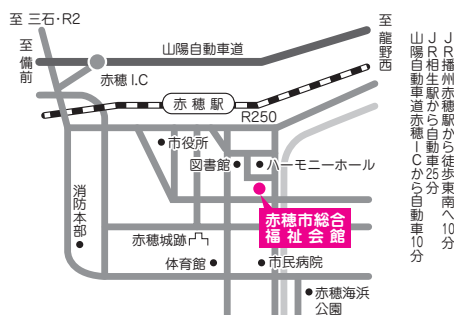 至 三石・R2
至備前
山陽自動車道
赤穂 I.C
至龍野西
赤穂駅
R250
市役所
図書館
ハーモニーホール
消防本部
赤穂市総合
福祉会館
赤穂城跡
体育館
市民病院
赤穂海浜
公園
JR播州赤穂駅から徒歩東南へ10分
JR相生駅から自動車25分
山陽自動車道赤穂ICから自動車10分